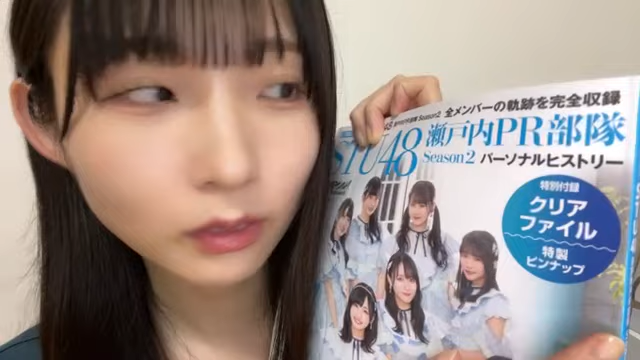 全メンバーの軌跡を完全収録
STU48 瀬戸内PR部隊
Season2 パーソナルヒストリー
特別付録
クリア
ファイル
特製
ピンナップ